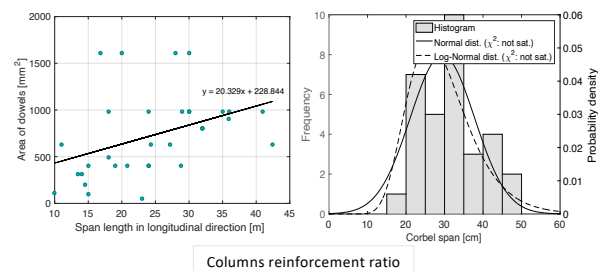 2000
1500
1000
500
0
Area of dowels [mm²]
y = 20.329x + 228.844
10 15 20 25 30 35 40 45
Span length in longitudinal direction [m]
10
8
6
4
2
0
Frequency
Histogram
Normal dist. (χ²: not sat.)
Log-Normal dist. (χ²: not sat.)
0.06
0.05
0.04
0.03
0.02
0.01
0
Probability density
0 10 20 30 40 50 60
Corbel span [cm]
Columns reinforcement ratio